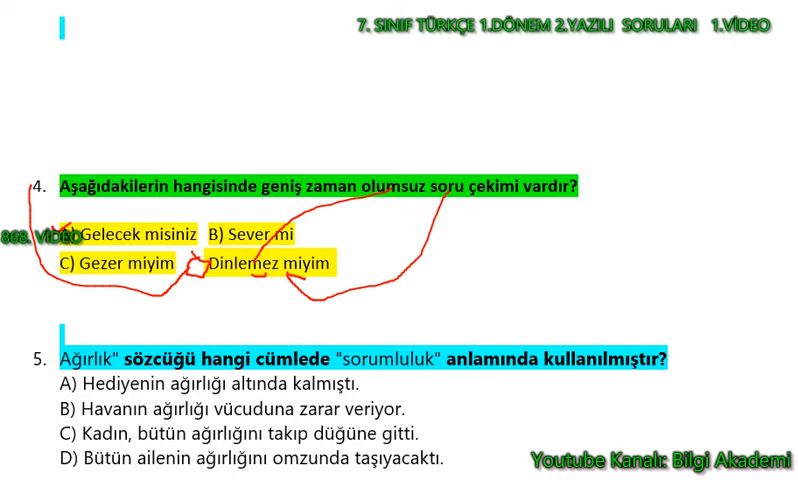 7. SINIF TÜRKÇE 1.DÖNEM 2.YAZILI SORULARI 1.VİDEO
4. Aşağıdakilerin hangisinde geniş zaman olumsuz soru çekimi vardır?
Gelecek misiniz B) Sever mi
868. VİDEO
C) Gezer miyim Dinlemez miyim
5. Ağırlık" sözcüğü hangi cümlede "sorumluluk" anlamında kullanılmıştır?
A) Hediyenin ağırlığı altında kalmıştı.
B) Havanın ağırlığı vücuduna zarar veriyor.
C) Kadın, bütün ağırlığını takıp düğüne gitti.
D) Bütün ailenin ağırlığını omzunda taşıyacaktı.
Youtube Kanalı: Bilgi Akademi